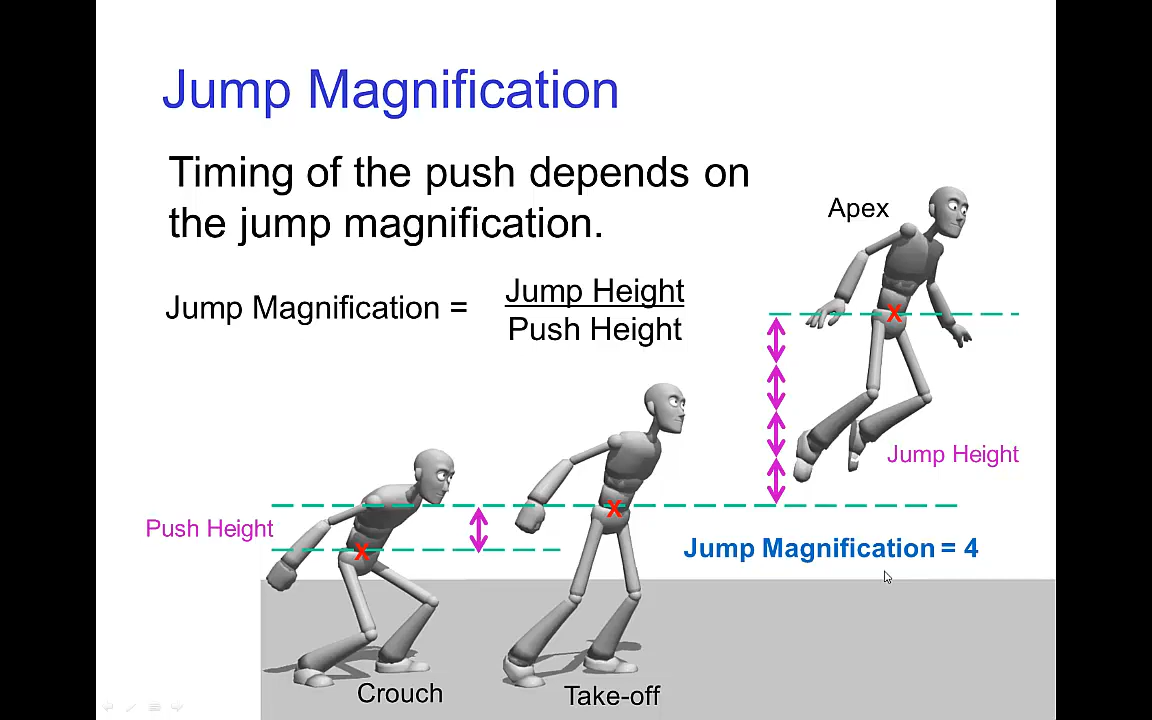 Jump Magnification
Timing of the push depends on
the jump magnification.
Jump Magnification =
Jump Height
Push Height
Apex
Jump Height
Push Height
Jump Magnification = 4
Crouch
Take-off
X
X
X